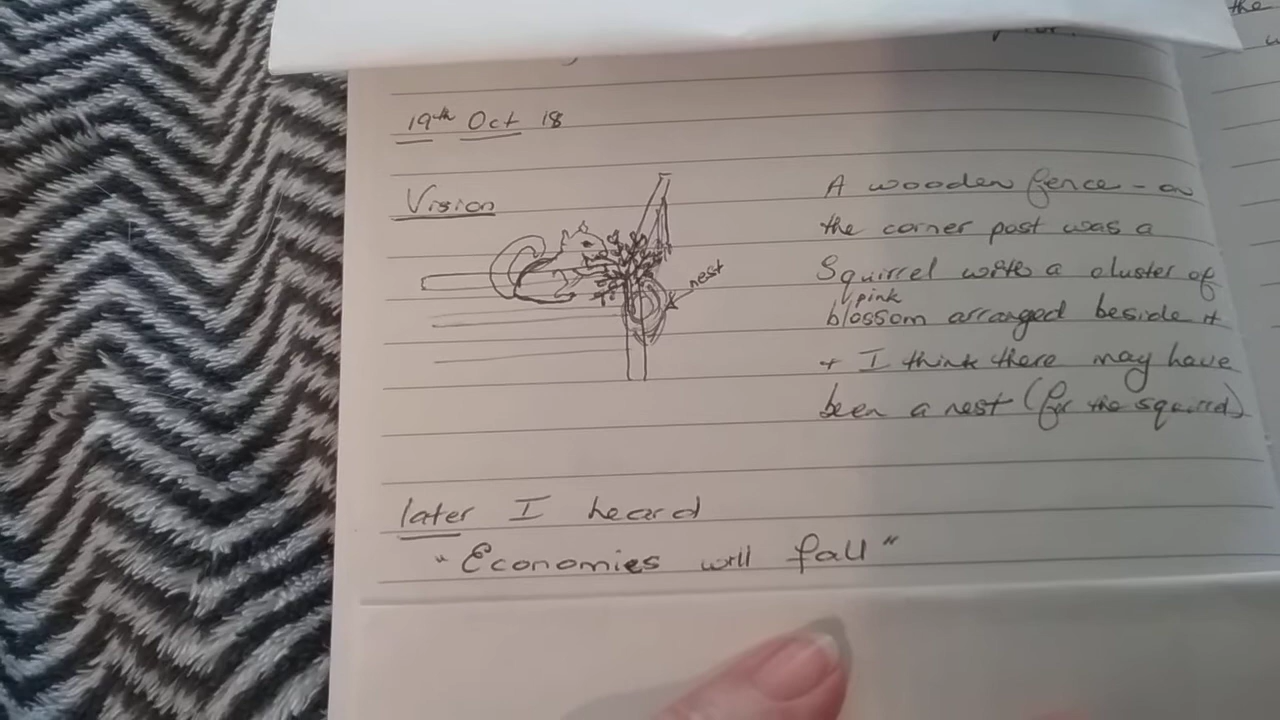 19th Oct 18
Vision
nest
A wooden fence - on
the corner post was a
Squirrel with a cluster of
pink
blossom arranged beside it
+ I think there may have
been a nest (for the squirrel)
later I heard
"Economies will fall"
the